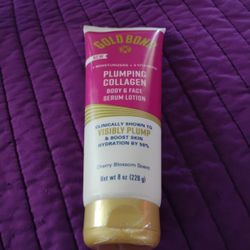 GOLD BOND
PLUMPING
COLLAGEN
BODY & FACE
SERUM LOTION
CLINICALLY SHOWN TO
VISIBLY PLUMP
& BOOST SKIN
HYDRATION BY 98%
Cherry Blossom Scent
Net wt 8 oz (226g)